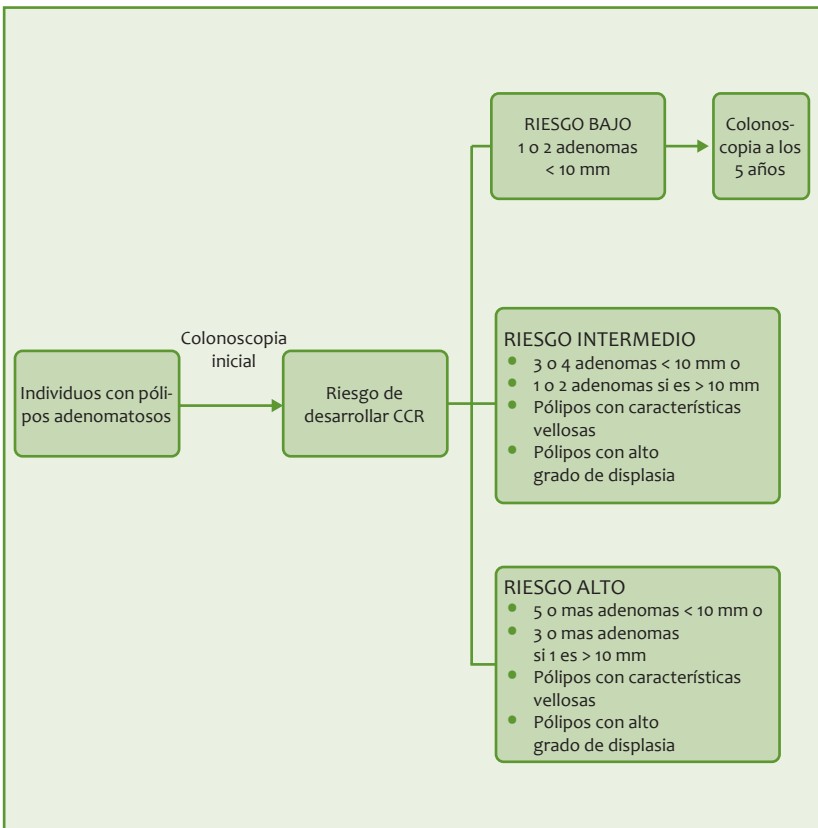 Individuos con póli-
pos adenomatosos
Colonoscopia
inicial
Riesgo de
desarrollar CCR
RIESGO BAJO
1 o 2 adenomas
< 10 mm
Colonos-
copia a los
5 años
RIESGO INTERMEDIO
• 3 o 4 adenomas < 10 mm o
• 1 o 2 adenomas si es > 10 mm
• Pólipos con características
vellosas
• Pólipos con alto
grado de displasia
RIESGO ALTO
• 5 o mas adenomas < 10 mm o
• 3 o mas adenomas
si 1 es > 10 mm
• Pólipos con características
vellosas
• Pólipos con alto
grado de displasia